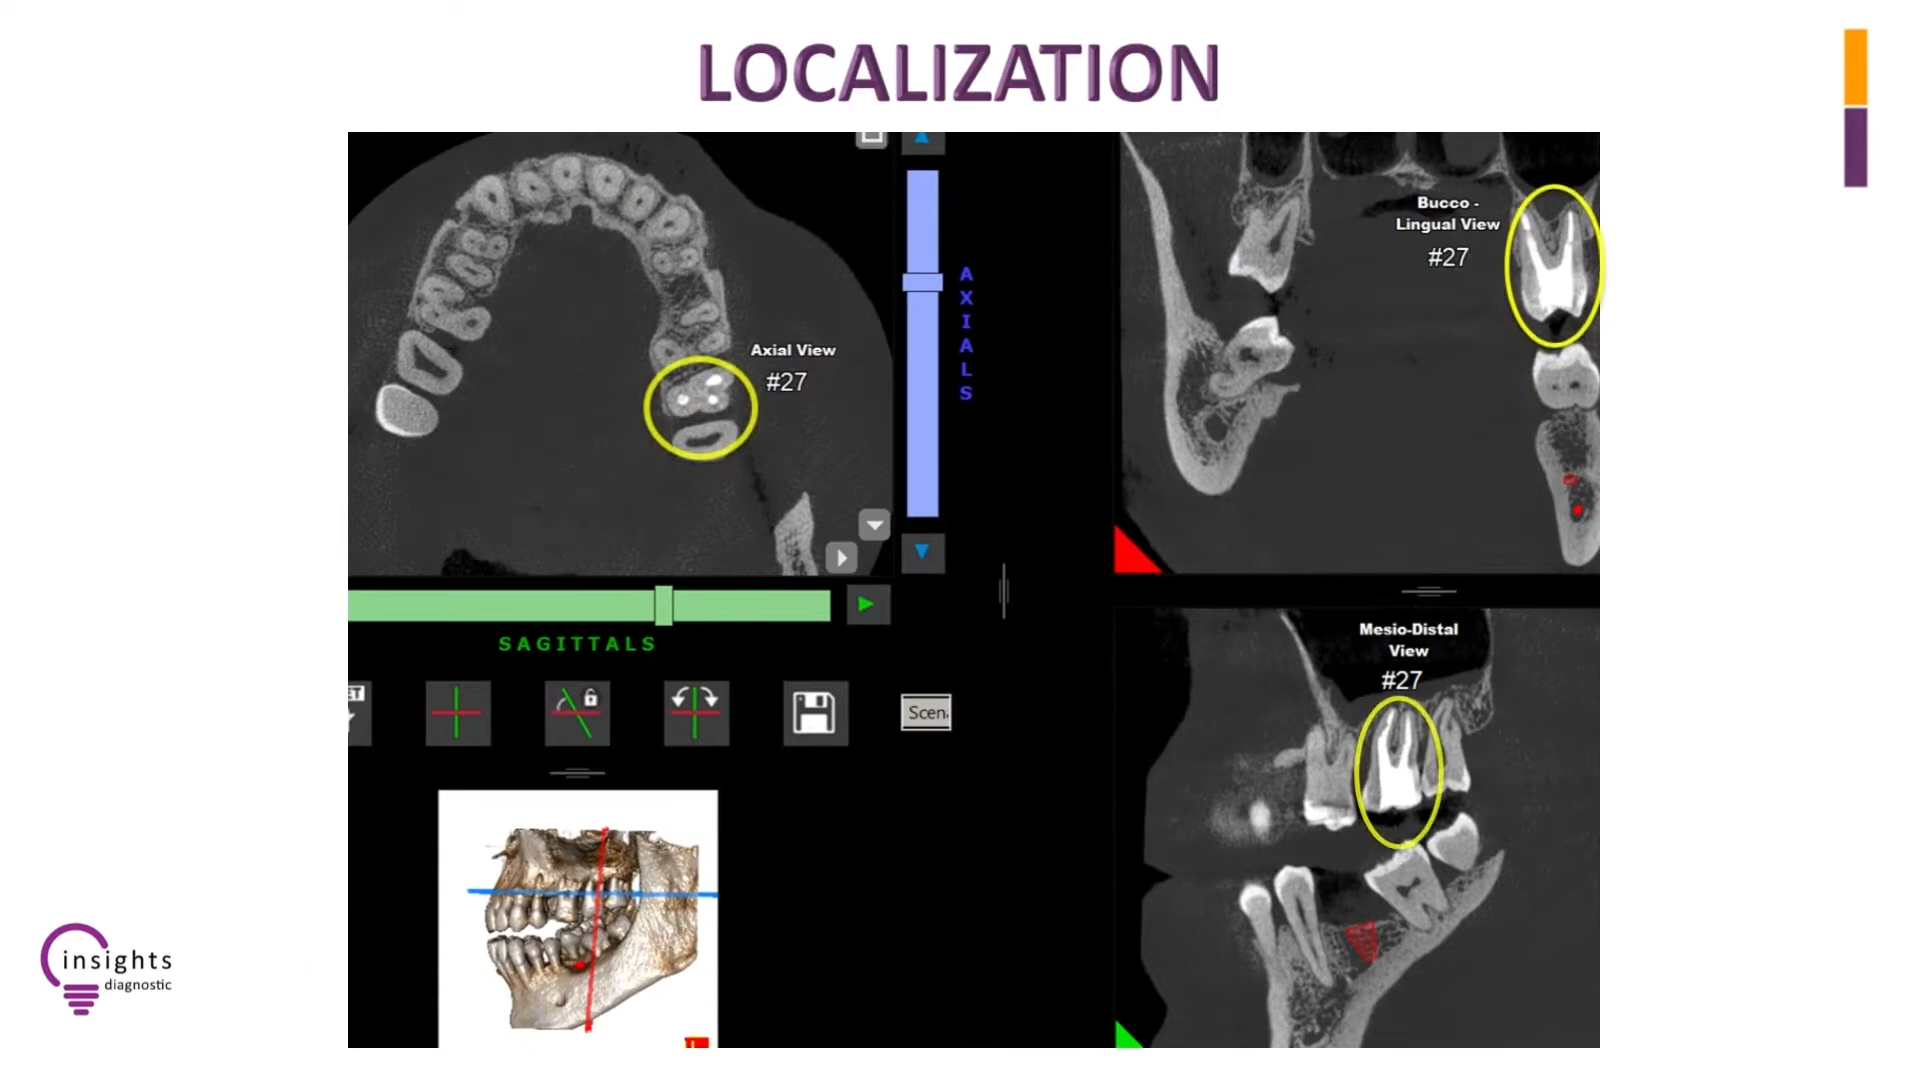 LOCALIZATION
Axial View
#27
AXIALS
Bucco -
Lingual View
#27
SAGITTALS
Scen
Mesio-Distal
View
#27
L
insights
diagnostic